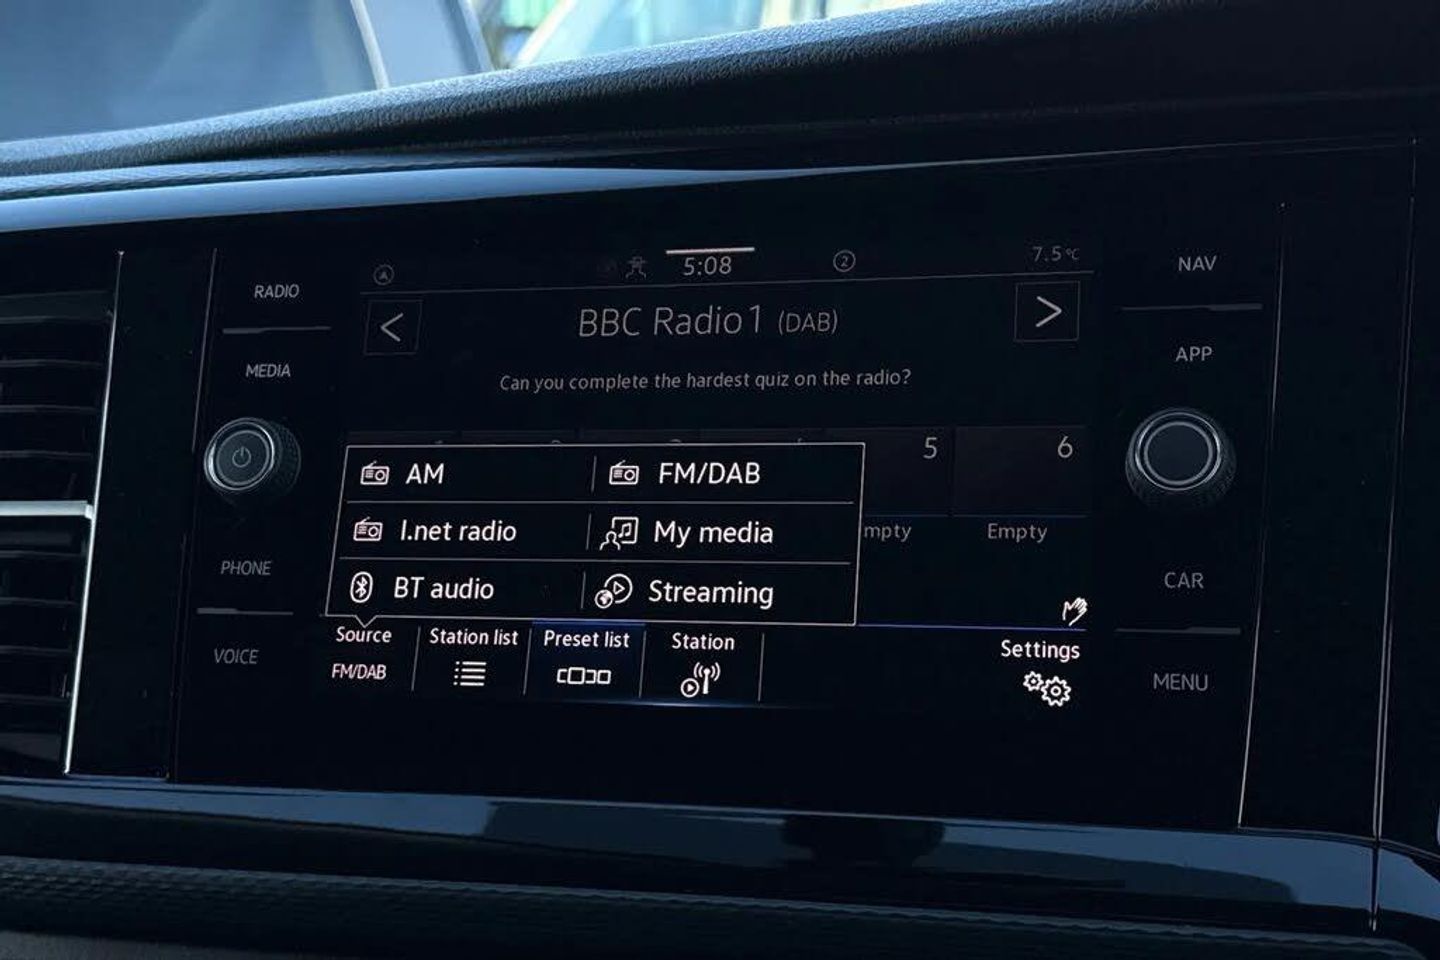 RADIO
MEDIA
PHONE
VOICE
5:08
2
7.5°C
BBC Radio1 (DAB)
Can you complete the hardest quiz on the radio?
5
6
mpty
Empty
AM
FM/DAB
I.net radio
My media
BT audio
Streaming
Source
FM/DAB
Station list
Preset list
Station
Settings
NAV
APP
CAR
MENU